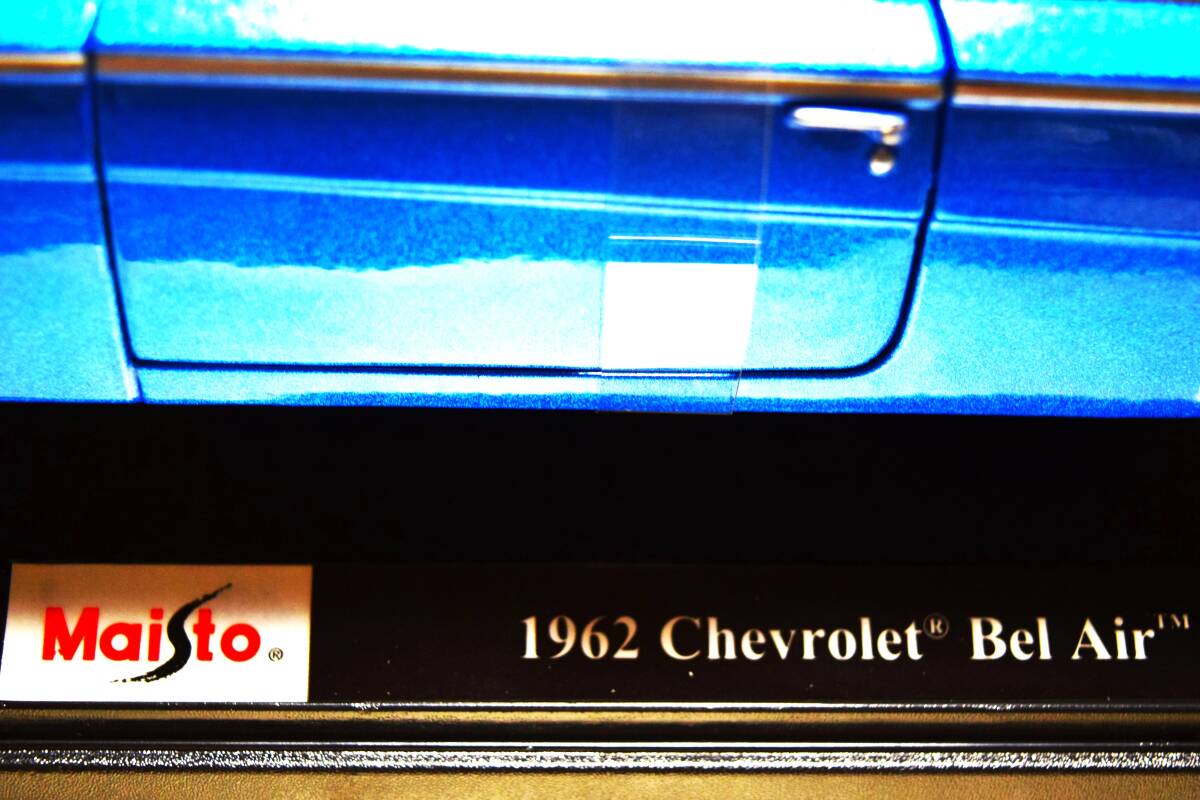 Maisto®
1962 Chevrolet® Bel Air™